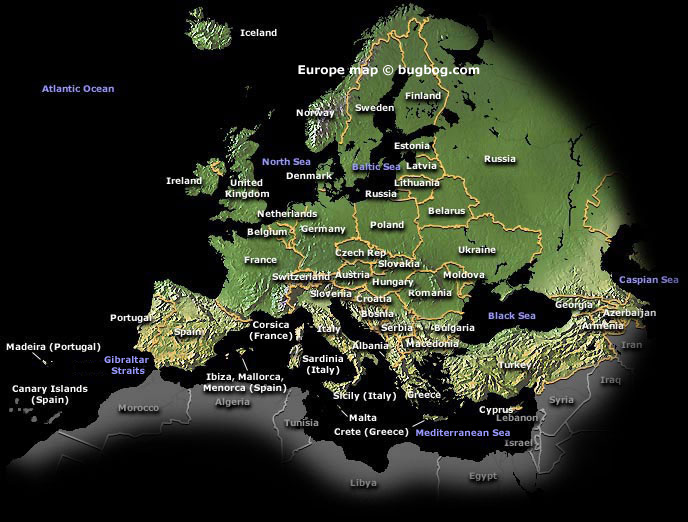 Iceland
Europe map © bugbog.com
Atlantic Ocean
Finland
Sweden
Norway
Estonia
North Sea
Russia
Baltic Sea
Latvia
Denmark
Ireland
United
Kingdom
Lithuania
Russia
Netherlands
Belarus
Poland
Belgium
Germany
Ukraine
Czech Rep
France
Slovakia
Switzerland
Austria
Moldova
Hungary
Caspian Sea
Slovenia
Romania
Croatia
Georgia
Bosnia
Azerbaijan
Portugal
Black Sea
Corsica
(France)
Spain
Italy
Serbia
Bulgaria
Armenia
Madeira (Portugal)
Albania
Macedonia
Iran
Gibraltar
Straits
Sardinia
(Italy)
Turkey
Ibiza, Mallorca,
Menorca (Spain)
Iraq
Canary Islands
(Spain)
Sicily (Italy)
Greece
Syria
Morocco
Algeria
Cyprus
Malta
Lebanon
Tunisia
Crete (Greece)
Mediterranean Sea
Israel
Egypt
Libya